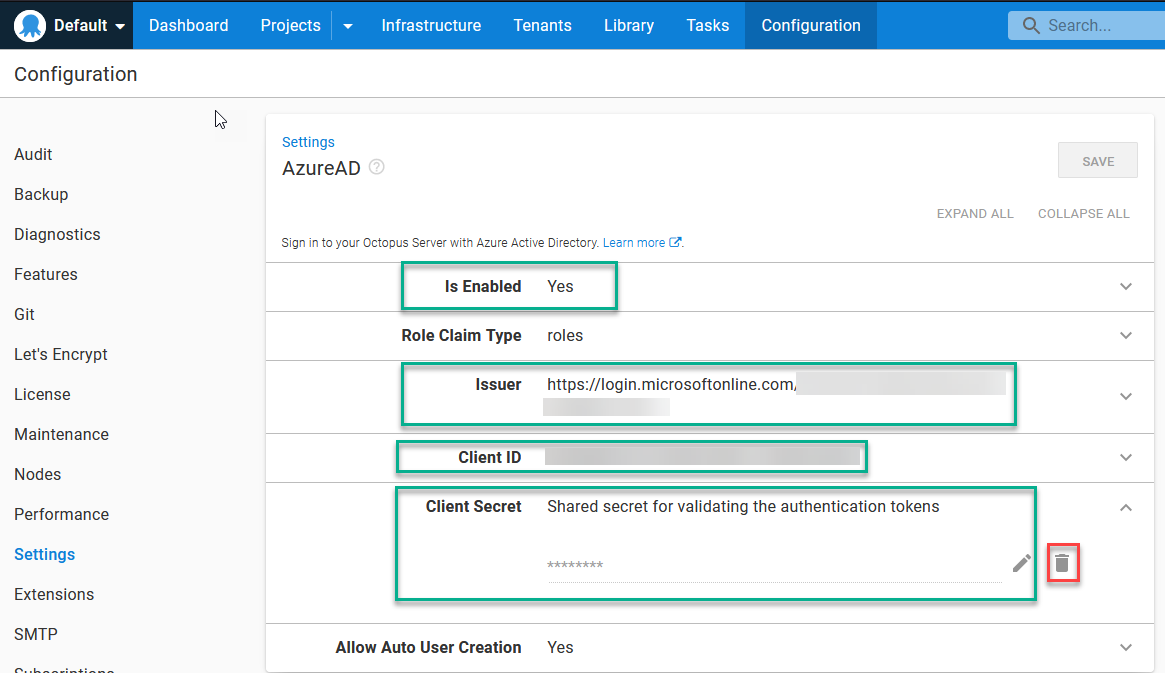 Default Dashboard Projects Infrastructure Tenants Library Tasks Configuration Search...
Configuration
Audit
Backup
Diagnostics
Features
Git
Let's Encrypt
License
Maintenance
Nodes
Performance
Settings
Extensions
SMTP
Subscriptions
Settings
AzureAD ?
SAVE
EXPAND ALL COLLAPSE ALL
Sign in to your Octopus Server with Azure Active Directory. Learn more.
Is Enabled Yes
Role Claim Type roles
Issuer https://login.microsoftonline.com/
Client ID
Client Secret Shared secret for validating the authentication tokens
********
Allow Auto User Creation Yes